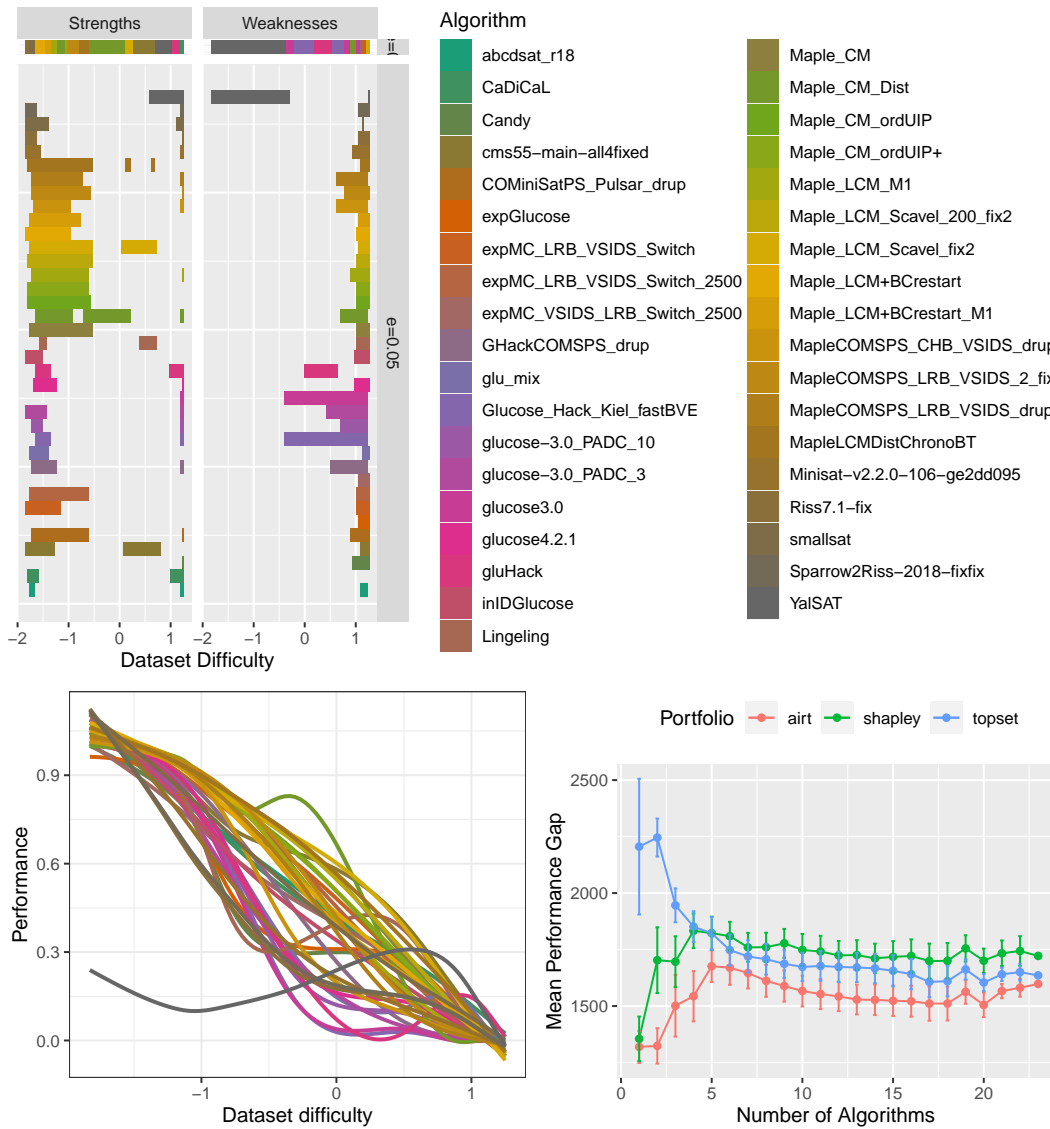 Strengths
Weaknesses
e=0.05
−2
−1
0
1
−2
−1
0
1
Dataset Difficulty
Algorithm
abcdsat_r18
CaDiCaL
Candy
cms55−main−all4fixed
COMiniSatPS_Pulsar_drup
expGlucose
expMC_LRB_VSIDS_Switch
expMC_LRB_VSIDS_Switch_2500
expMC_VSIDS_LRB_Switch_2500
GHackCOMSPS_drup
glu_mix
Glucose_Hack_Kiel_fastBVE
glucose−3.0_PADC_10
glucose−3.0_PADC_3
glucose3.0
glucose4.2.1
gluHack
inIDGlucose
Lingeling
Maple_CM
Maple_CM_Dist
Maple_CM_ordUIP
Maple_CM_ordUIP+
Maple_LCM_M1
Maple_LCM_Scavel_200_fix2
Maple_LCM_Scavel_fix2
Maple_LCM+BCrestart
Maple_LCM+BCrestart_M1
MapleCOMSPS_CHB_VSIDS_drup
MapleCOMSPS_LRB_VSIDS_2_fix
MapleCOMSPS_LRB_VSIDS_drup
MapleLCMDistChronoBT
Minisat−v2.2.0−106−ge2dd095
Riss7.1−fix
smallsat
Sparrow2Riss−2018−fixfix
YalSAT
Performance
0.9
0.6
0.3
0.0
−1
0
1
Dataset difficulty
Portfolio
airt
shapley
topset
Mean Performance Gap
2500
2000
1500
0
5
10
15
20
Number of Algorithms